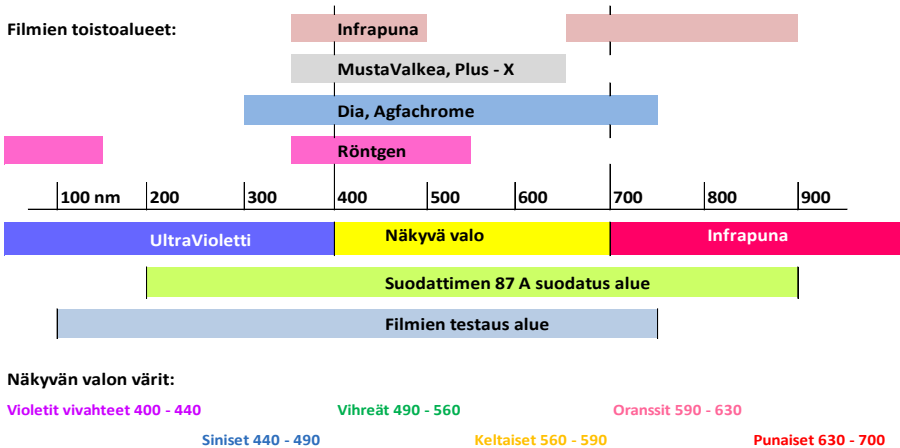 Filmien toistoalueet:
Infrapuna
MustaValkea, Plus - X
Dia, Agfachrome
Röntgen
100 nm 200 300 400 500 600 700 800 900
UltraVioletti Näkyvä valo Infrapuna
Suodattimen 87 A suodatus alue
Filmien testaus alue
Näkyvän valon värit:
Violetit vivahteet 400 - 440 Vihreät 490 - 560 Oranssit 590 - 630
Siniset 440 - 490 Keltaiset 560 - 590 Punaiset 630 - 700